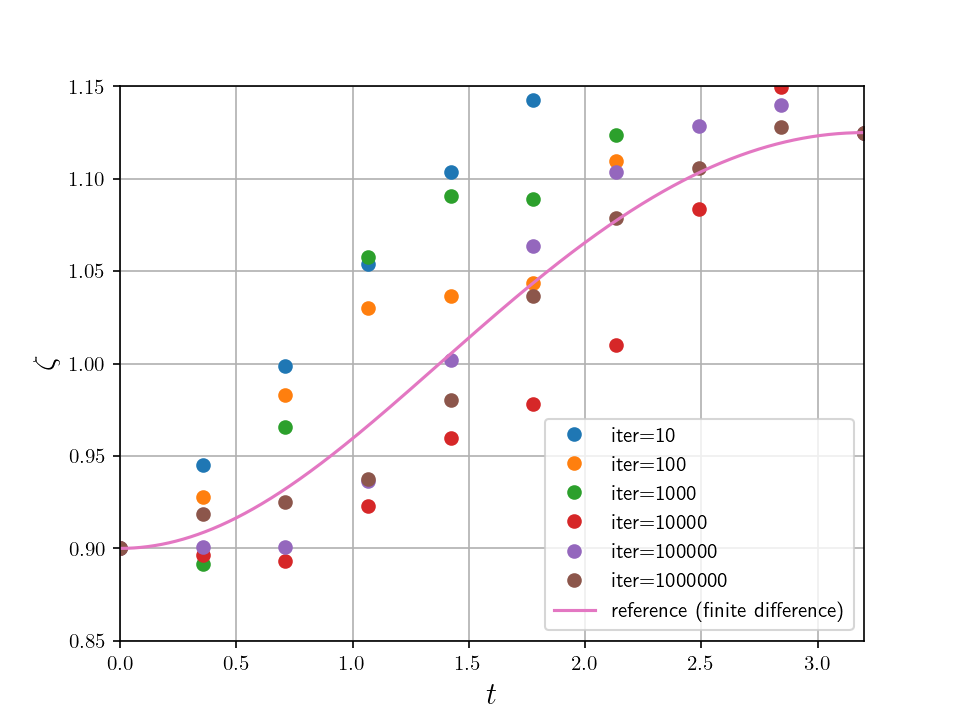 1.15
1.10
1.05
1.00
0.95
0.90
0.85
ζ
0.0 0.5 1.0 1.5 2.0 2.5 3.0
t
iter=10
iter=100
iter=1000
iter=10000
iter=100000
iter=1000000
reference (finite difference)